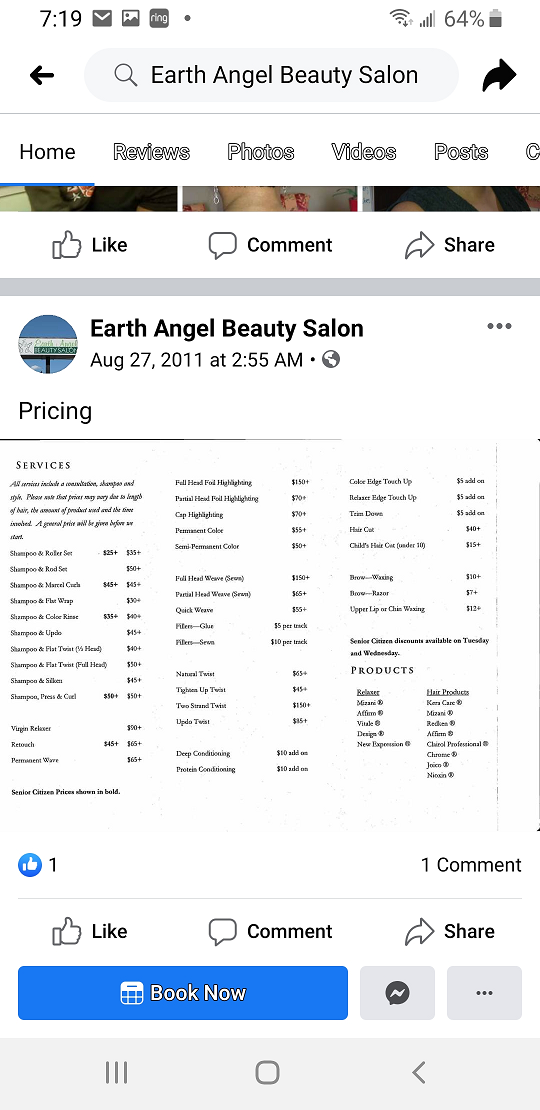 7:19
ring
64%
Earth Angel Beauty Salon
Home Reviews Photos Videos Posts C
Like Comment Share
Earth Angel Beauty Salon
Aug 27, 2011 at 2:55 AM
Pricing
SERVICES
All services include a consultation, shampoo and
style. Please note that prices may vary due to length
of hair, the amount of product used and the time
involved. A general price will be given before we
start.
Shampoo & Roller Set $25+ $35+
Shampoo & Rod Set $50+
Shampoo & Marcel Curls $45+ $45+
Shampoo & Flat Wrap $30+
Shampoo & Color Rinse $35+ $40+
Shampoo & Updo $45+
Shampoo & Flat Twist (½ Head) $40+
Shampoo & Flat Twist (Full Head) $50+
Shampoo & Silken $45+
Shampoo, Press & Curl $50+ $50+
Virgin Relaxer $90+
Retouch $45+ $65+
Permanent Wave $65+
Senior Citizen Prices shown in bold.
Full Head Foil Highlighting $150+
Partial Head Foil Highlighting $70+
Cap Highlighting $70+
Permanent Color $55+
Semi-Permanent Color $50+
Full Head Weave (Sewn) $150+
Partial Head Weave (Sewn) $65+
Quick Weave $55+
Fillers—Glue $5 per track
Fillers—Sewn $10 per track
Natural Twist $65+
Tighten Up Twist $45+
Two Strand Twist $150+
Updo Twist $85+
Deep Conditioning $10 add on
Protein Conditioning $10 add on
Color Edge Touch Up $5 add on
Relaxer Edge Touch Up $5 add on
Trim Down $5 add on
Hair Cut $40+
Child's Hair Cut (under 10) $15+
Brow—Waxing $10+
Brow—Razor $7+
Upper Lip or Chin Waxing $12+
Senior Citizen discounts available on Tuesday
and Wednesday.
PRODUCTS
Relaxer
Mizani ®
Affirm ®
Vitale ®
Design ®
New Expression ®
Hair Products
Kera Care ®
Mizani ®
Redken ®
Affirm ®
Clairol Professional ®
Chrome ®
Joico ®
Nioxin ®
1
1 Comment
Like Comment Share
Book Now